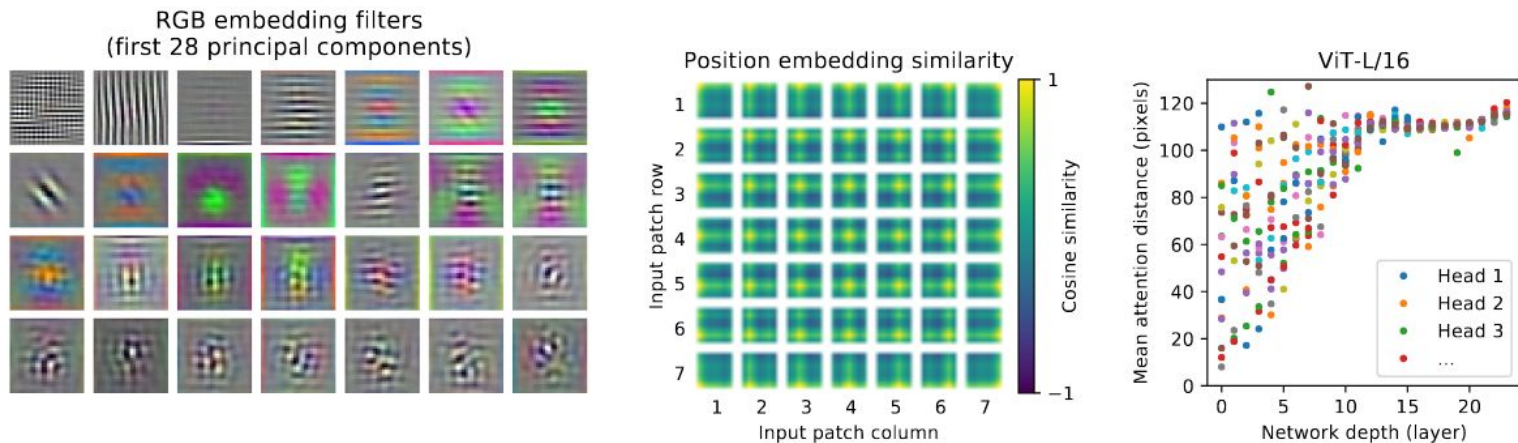 RGB embedding filters
(first 28 principal components)
Position embedding similarity
1
2
3
4
5
6
7
Input patch row
1 2 3 4 5 6 7
Input patch column
1
−1
Cosine similarity
ViT-L/16
120
100
80
60
40
20
0
Mean attention distance (pixels)
Head 1
Head 2
Head 3
...
0 5 10 15 20
Network depth (layer)